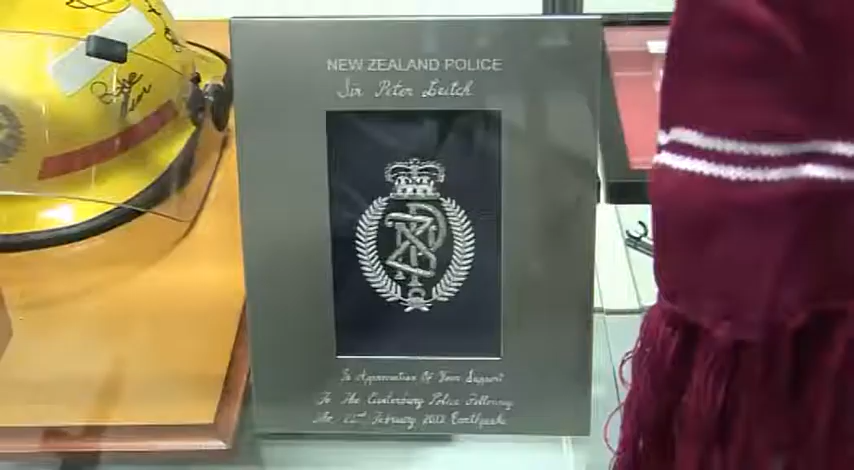 NEW ZEALAND POLICE
Sir Peter Leitch
In Appreciation Of Your Support
To The Canterbury Police Following
The 22nd February 2012 Earthquake